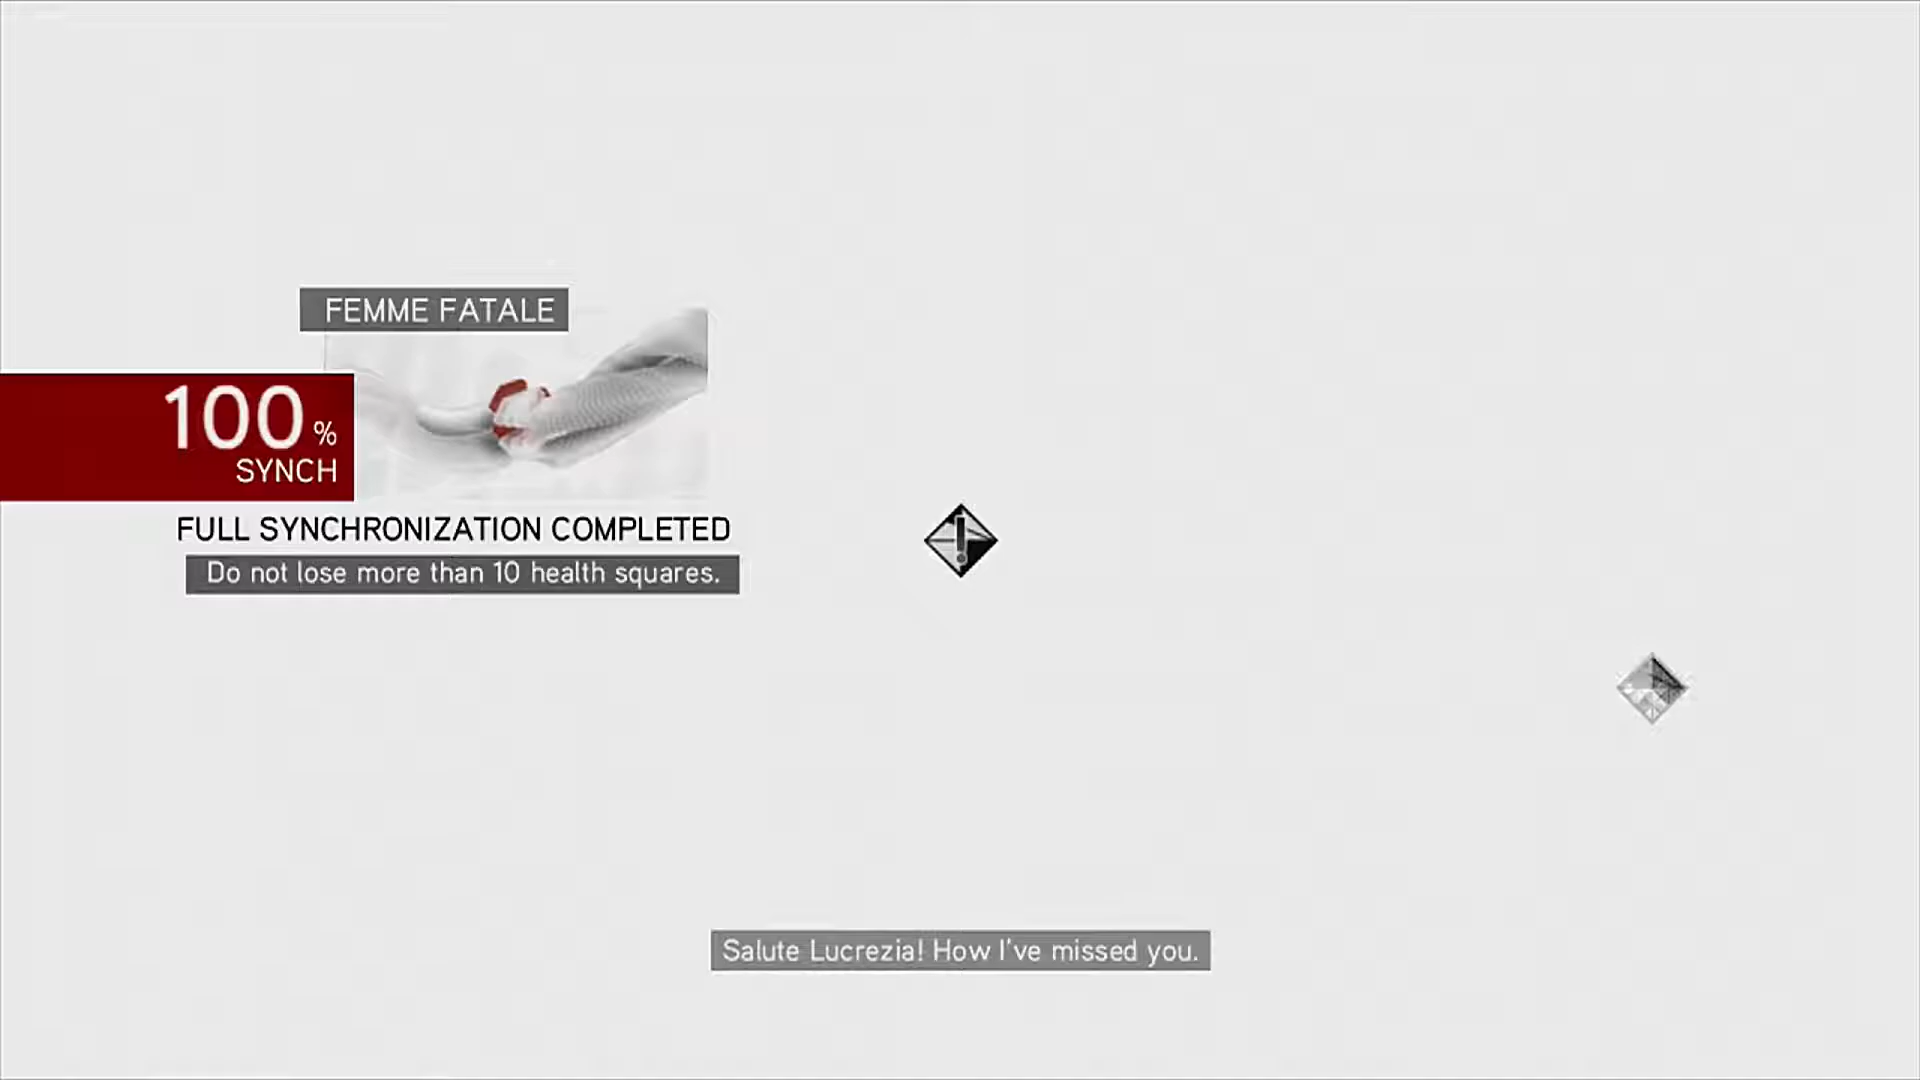 FEMME FATALE
100 %
SYNCH
FULL SYNCHRONIZATION COMPLETED
Do not lose more than 10 health squares.
Salute Lucrezia! How I've missed you.